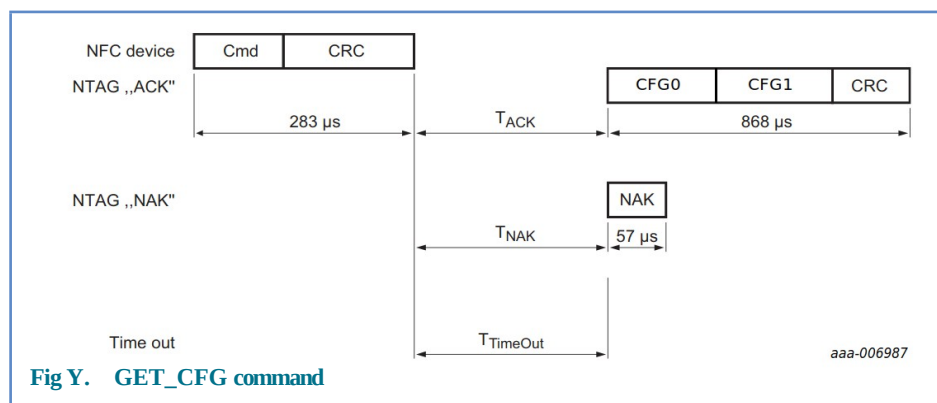 NFC device Cmd CRC
NTAG ,,ACK" CFG0 CFG1 CRC
283 µs TACK 868 µs
NTAG ,,NAK" NAK
TNAK 57 µs
Time out TTimeOut
aaa-006987
Fig Y. GET_CFG command